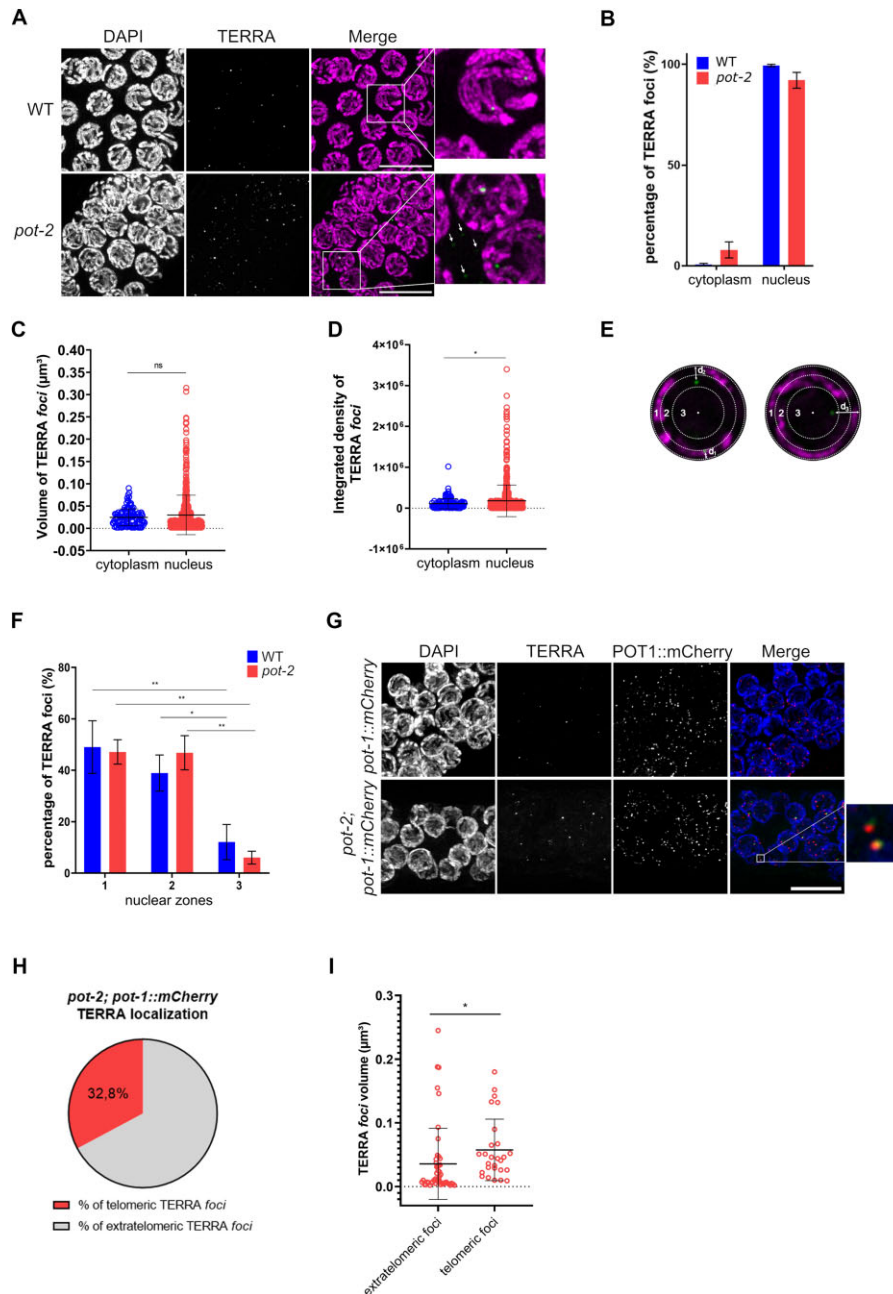 A
DAPI
TERRA
Merge
WT
pot-2
B
percentage of TERRA foci (%)
100
50
0
WT
pot-2
cytoplasm
nucleus
C
Volume of TERRA foci (µm³)
0.40
0.35
0.30
0.25
0.20
0.15
0.10
0.05
0.00
-0.05
ns
cytoplasm nucleus
D
Integrated density of
TERRA foci
4×10⁶
3×10⁶
2×10⁶
1×10⁶
0
-1×10⁶
*
cytoplasm nucleus
E
1 2 3
d₂
d₁
1 2 3
d₃
F
percentage of TERRA foci (%)
80
60
40
20
0
WT
pot-2
**
**
*
**
1
2
3
nuclear zones
G
DAPI
TERRA
POT1::mCherry
Merge
pot-1::mCherry
pot-2;
pot-1::mCherry
H
pot-2; pot-1::mCherry
TERRA localization
32,8%
% of telomeric TERRA foci
% of extratelomeric TERRA foci
I
TERRA foci volume (µm³)
0.3
0.2
0.1
0.0
*
extratelomeric foci
telomeric foci